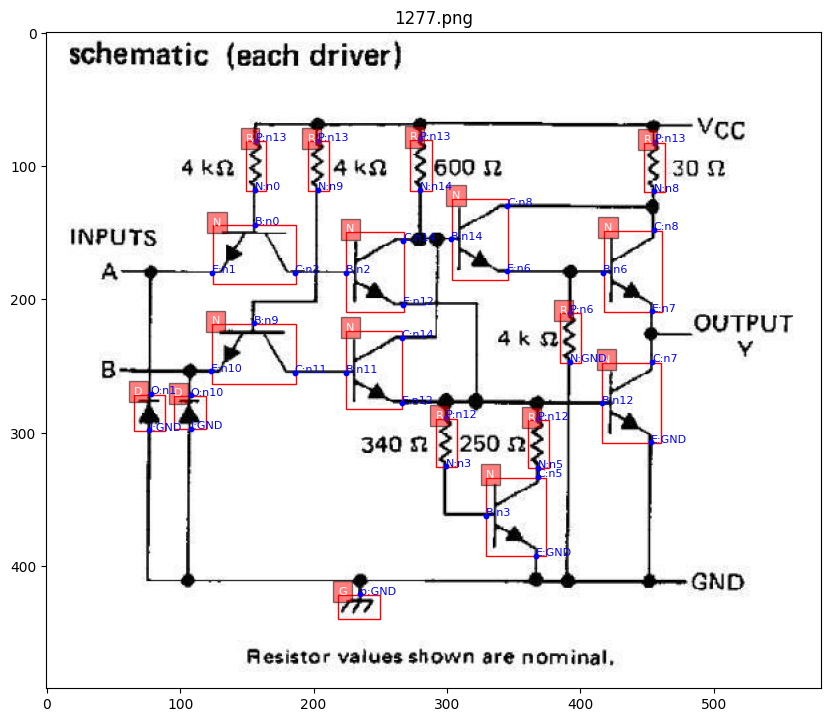 1277.png
schematic (each driver)
VCC
4 kΩ 4 kΩ 600 Ω 30 Ω
R P:n13 R P:n13 R P:n13 R P:n13
N:n0 N:n9 N:n14 N:n8
INPUTS
N B:n0 N N C:n8 N C:n8
A E:n1 C:n2 B:n2 B:n14 E:n6 B:n6
E:n12 E:n7
N B:n9 N C:n14 R P:n6
4 kΩ N:GND
OUTPUT
Y
B E:n10 C:n11 B:n11 E:n12 C:n7 B:n12 E:GND
D O:n1 D O:n10
:GND :GND
340 Ω 250 Ω
R P:n12 R P:n12
N:n3 N:n5
N C:n5
B:n3
E:GND
G p:GND
GND
Resistor values shown are nominal.
0 100 200 300 400 500
0
100
200
300
400